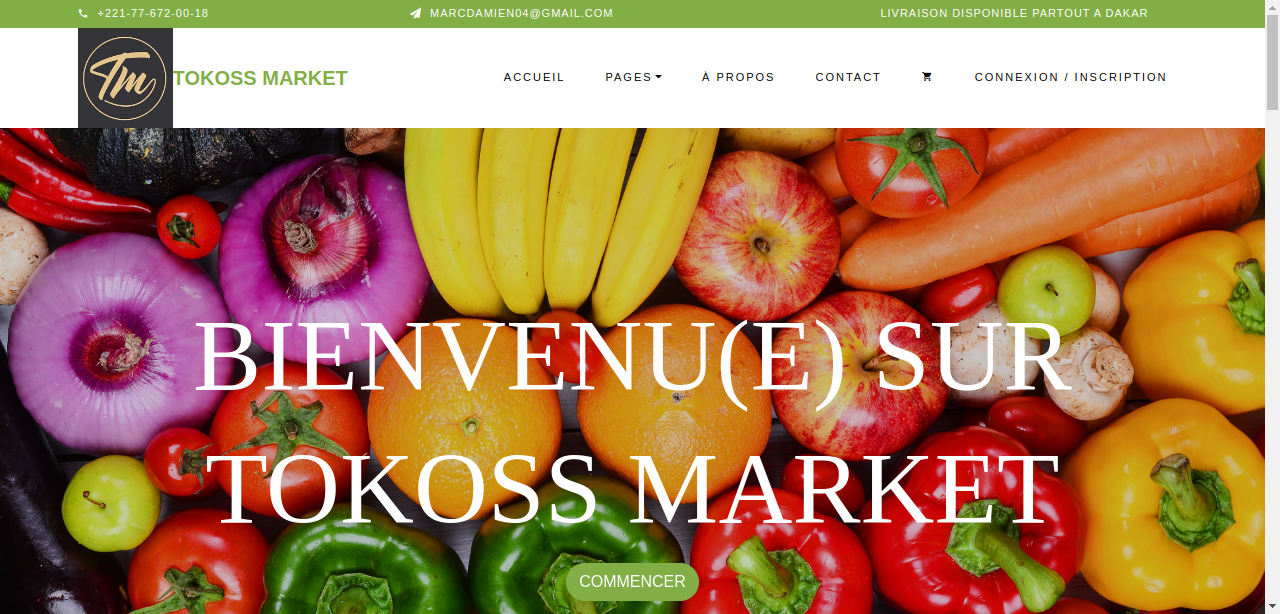 +221-77-672-00-18
MARCDAMIEN04@GMAIL.COM
LIVRAISON DISPONIBLE PARTOUT A DAKAR
Tm
TOKOSS MARKET
ACCUEIL
PAGES
À PROPOS
CONTACT
CONNEXION / INSCRIPTION
BIENVENU(E) SUR
TOKOSS MARKET
COMMENCER